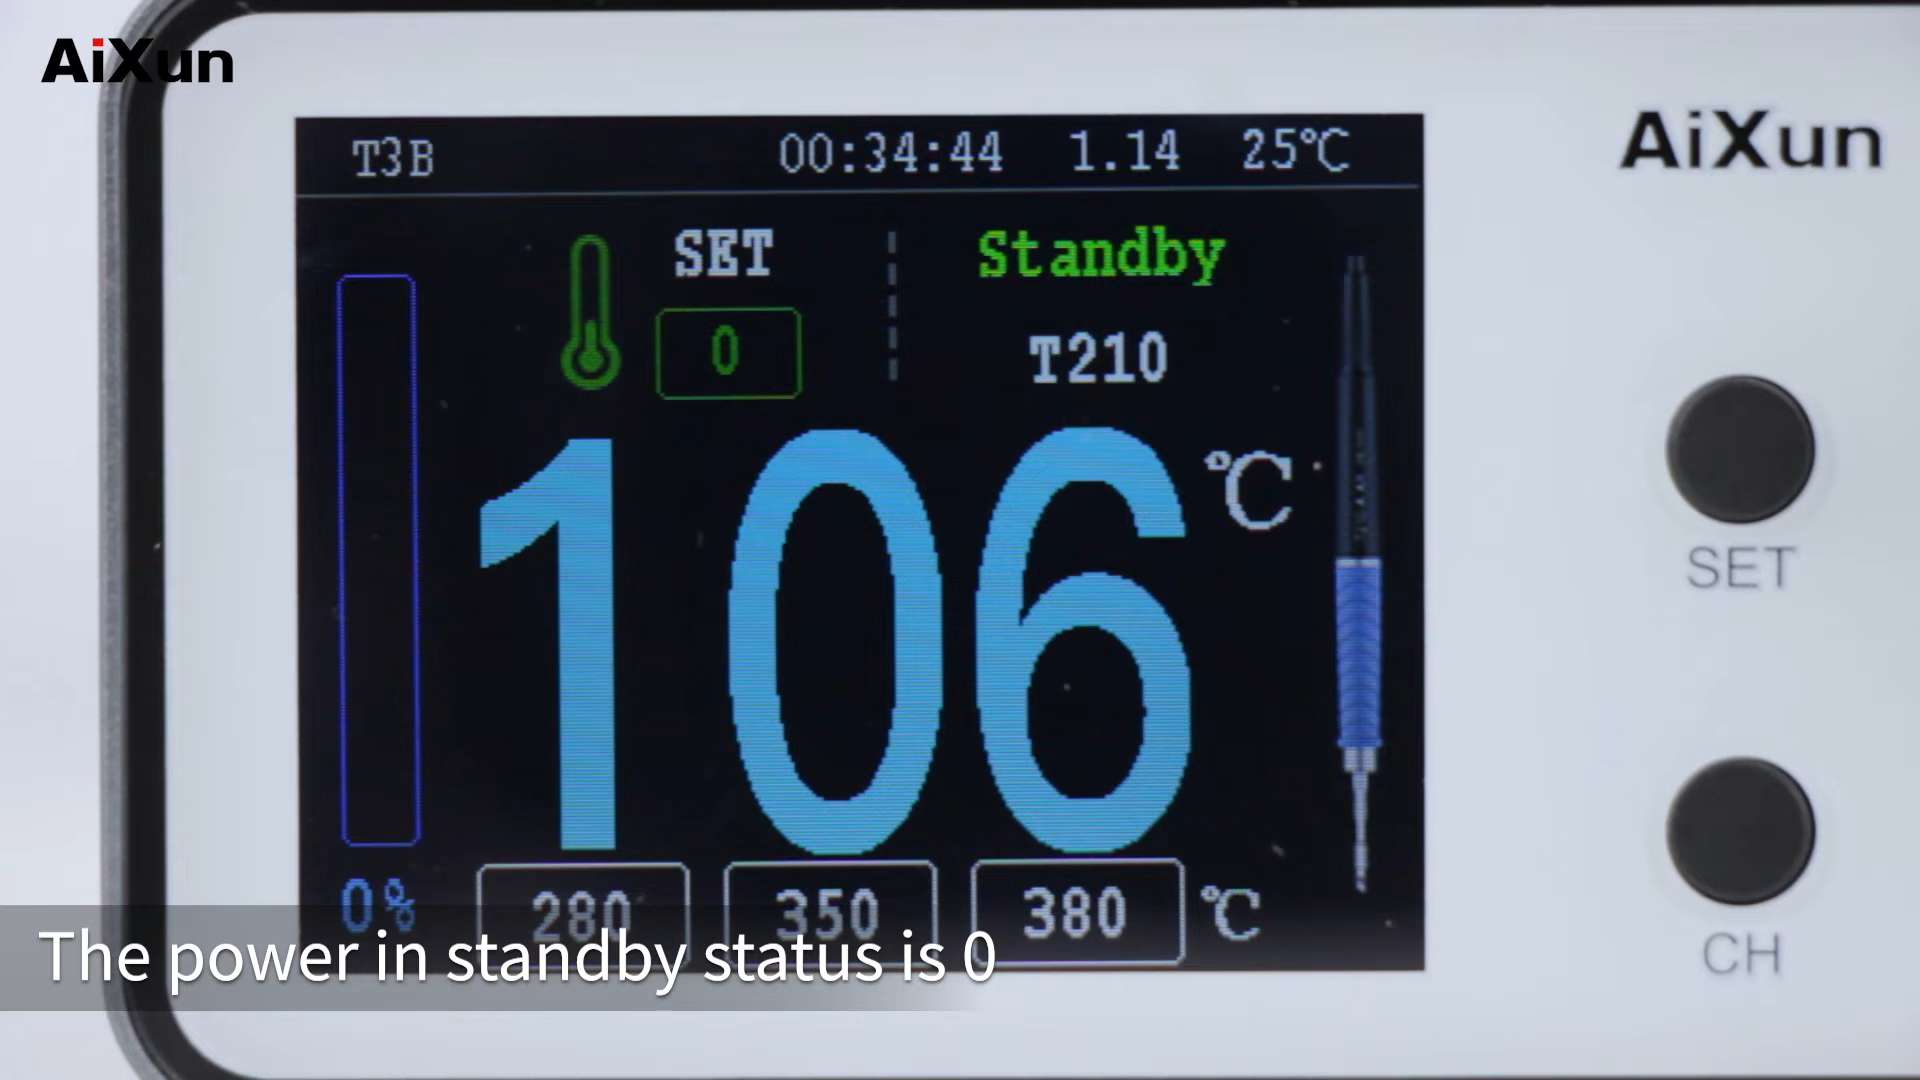 AiXun
AiXun
T3B 00:34:44 1.14 25℃
SET
Standby
0
T210
106 ℃
SET
0%
280 350 380 ℃
CH
The power in standby status is 0